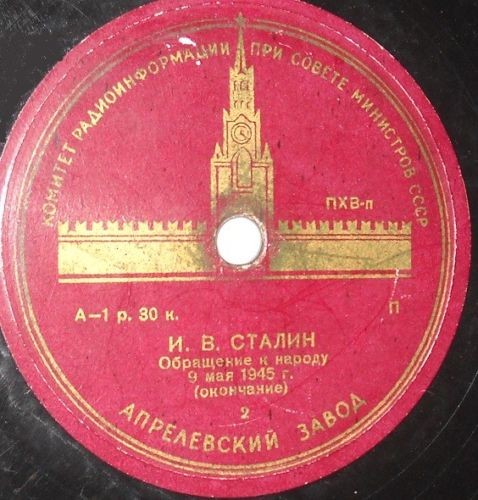 КОМИТЕТ РАДИОИНФОРМАЦИИ ПРИ СОВЕТЕ МИНИСТРОВ СССР
ПХВ-п
А—1 р. 30 к.
П
И. В. СТАЛИН
Обращение к народу
9 мая 1945 г.
(окончание)
2
АПРЕЛЕВСКИЙ ЗАВОД